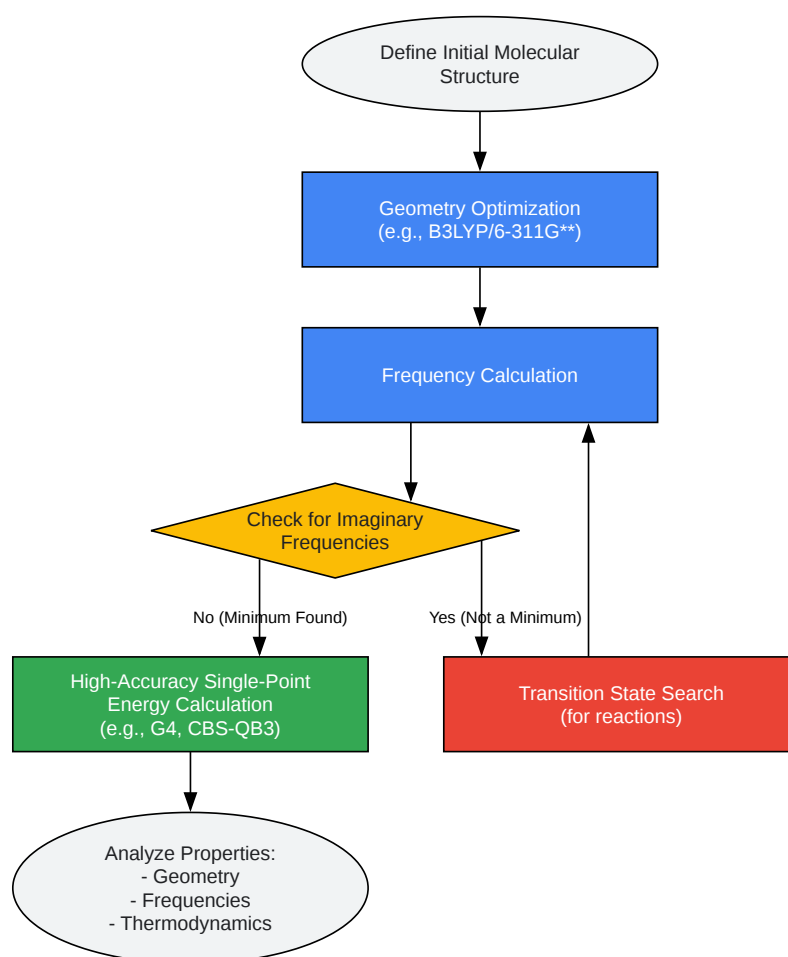 Define Initial Molecular
Structure
Geometry Optimization
(e.g., B3LYP/6-311G**)
Frequency Calculation
Check for Imaginary
Frequencies
No (Minimum Found)
Yes (Not a Minimum)
High-Accuracy Single-Point
Energy Calculation
(e.g., G4, CBS-QB3)
Transition State Search
(for reactions)
Analyze Properties:
- Geometry
- Frequencies
- Thermodynamics